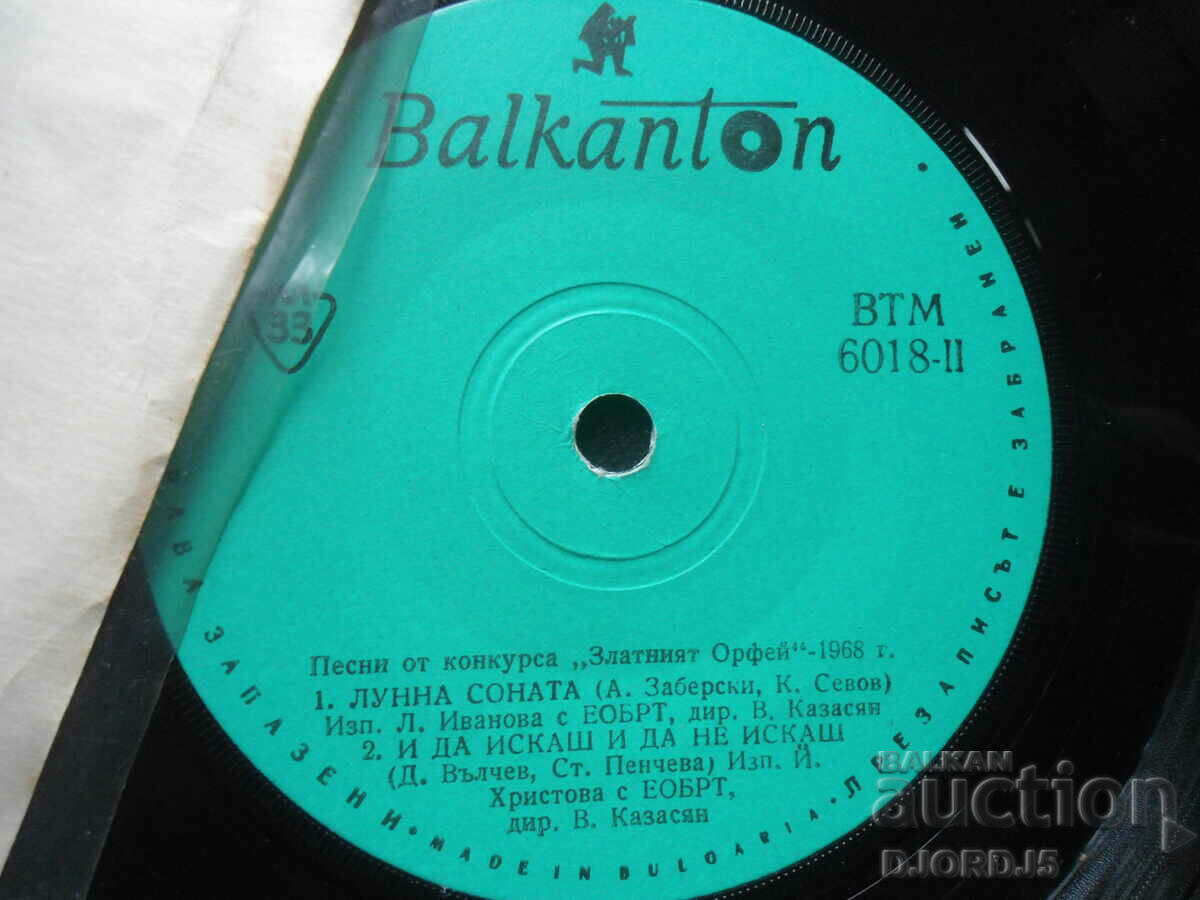 Balkanton
33
ВТМ
6018-II
Песни от конкурса „Златният Орфей“-1968 г.
1. ЛУННА СОНАТА (А. Заберски, К. Севов)
Изп. Л. Иванова с ЕОБРТ, дир. В. Казасян
2. И ДА ИСКАШ И ДА НЕ ИСКАШ
(Д. Вълчев, Ст. Пенчева) Изп. Й.
Христова с ЕОБРТ,
дир. В. Казасян
ЗАПАЗЕНИ • MADE IN BULGARIA • ПРЕЗАПИСЪТ Е ЗАБРАНЕН •
BALKAN
auction
DJORDJ5